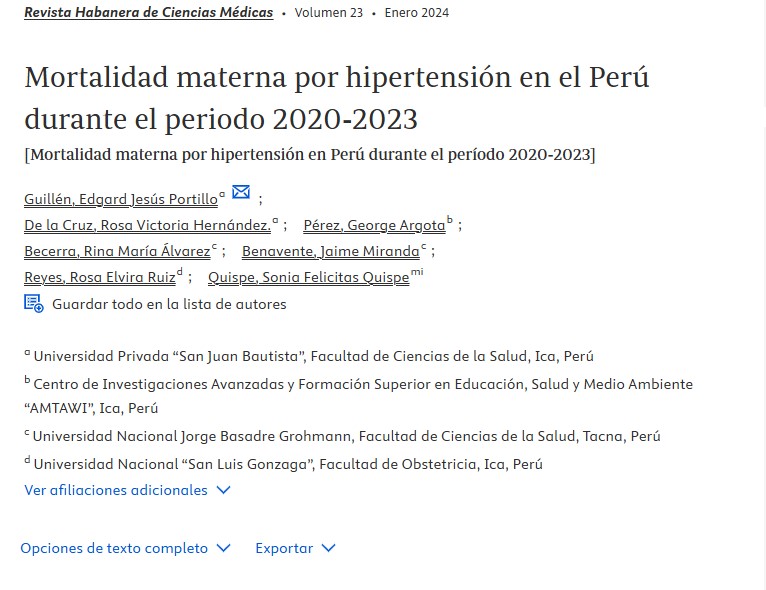 Revista Habanera de Ciencias Médicas • Volumen 23 • Enero 2024
Mortalidad materna por hipertensión en el Perú
durante el periodo 2020-2023
[Mortalidad materna por hipertensión en Perú durante el período 2020-2023]
Guillén, Edgard Jesús Portillo a ;
De la Cruz, Rosa Victoria Hernández. a ; Pérez, George Argota b ;
Becerra, Rina María Álvarez c ; Benavente, Jaime Miranda c ;
Reyes, Rosa Elvira Ruiz d ; Quispe, Sonia Felicitas Quispe mi
Guardar todo en la lista de autores
a Universidad Privada “San Juan Bautista”, Facultad de Ciencias de la Salud, Ica, Perú
b Centro de Investigaciones Avanzadas y Formación Superior en Educación, Salud y Medio Ambiente
“AMTAWI”, Ica, Perú
c Universidad Nacional Jorge Basadre Grohmann, Facultad de Ciencias de la Salud, Tacna, Perú
d Universidad Nacional “San Luis Gonzaga”, Facultad de Obstetricia, Ica, Perú
Ver afiliaciones adicionales
Opciones de texto completo Exportar